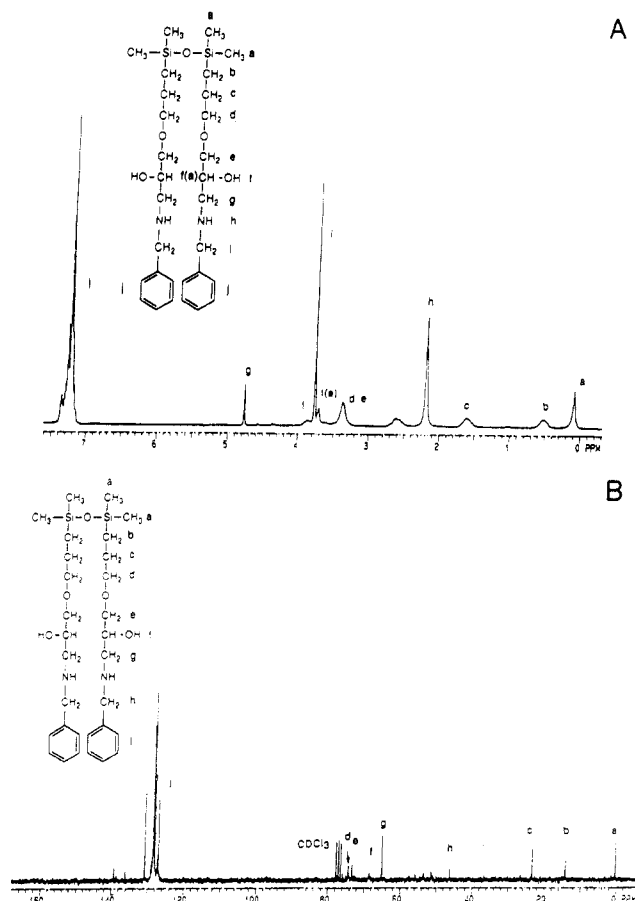 A
a
CH₃ CH₃
CH₃-Si-O-Si-CH₃ a
CH₂ CH₂ b
CH₂ CH₂ c
CH₂ CH₂ d
O O
CH₂ CH₂ e
HO-CH f(a) CH-OH f
CH₂ CH₂ g
NH NH h
CH₂ CH₂ i
j j j
g f f(a) i d e h c b a
7 6 5 4 3 2 1 0 PPM
B
a
CH₃ CH₃
CH₃-Si-O-Si-CH₃ a
CH₂ CH₂ b
CH₂ CH₂ c
CH₂ CH₂ d
O O
CH₂ CH₂ e
HO-CH CH-OH f
CH₂ CH₂ g
NH NH
CH₂ CH₂ h
i
i CDCl3 d e f g h c b a
160 140 120 100 80 60 40 20 0 PPM